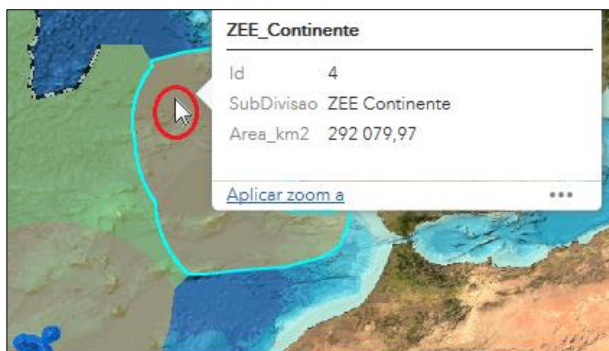 ZEE_Continente
Id 4
SubDivisao ZEE Continente
Area_km2 292 079,97
Aplicar zoom a